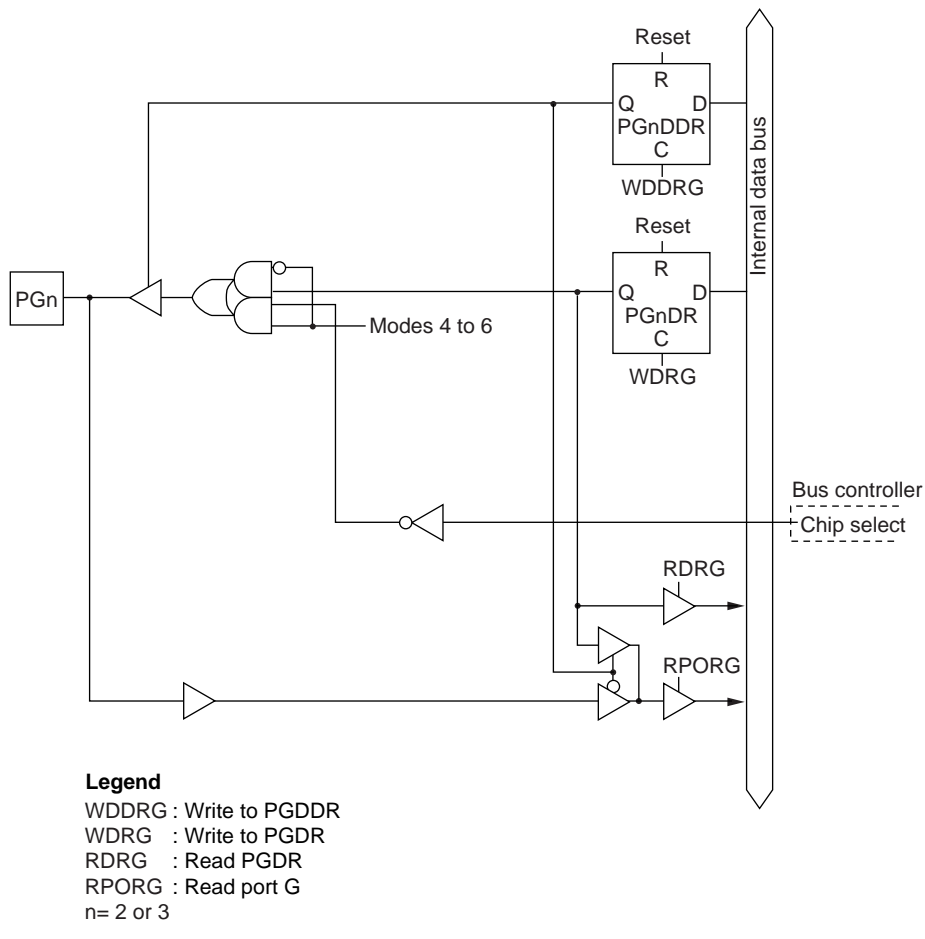 Reset
R
Q D
PGnDDR
C
WDDRG
Internal data bus
Reset
R
Q D
PGnDR
C
WDRG
PGn
Modes 4 to 6
Bus controller
Chip select
RDRG
RPORG
Legend
WDDRG : Write to PGDDR
WDRG : Write to PGDR
RDRG : Read PGDR
RPORG : Read port G
n= 2 or 3